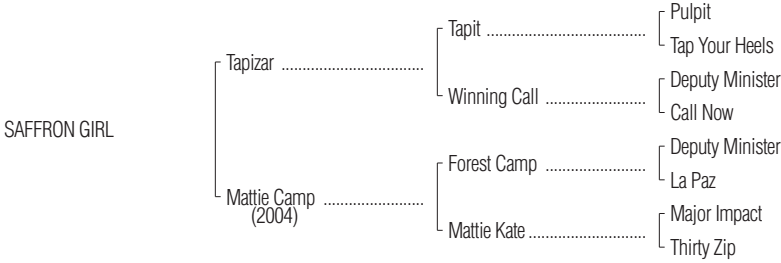 Pulpit
Tapit ..................................
Tap Your Heels
Tapizar ..................................
Deputy Minister
Winning Call ..........................
Call Now
SAFFRON GIRL
Deputy Minister
Forest Camp ..........................
La Paz
Mattie Camp ........................
(2004)
Major Impact
Mattie Kate ..............................
Thirty Zip